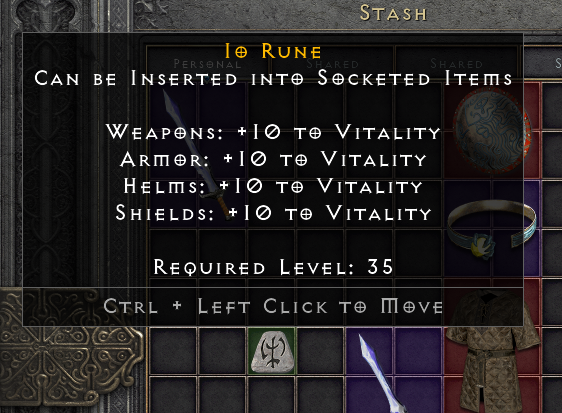 Stash
Personal Shared Shared
Io Rune
Can be Inserted into Socketed Items
Weapons: +10 to Vitality
Armor: +10 to Vitality
Helms: +10 to Vitality
Shields: +10 to Vitality
Required Level: 35
Ctrl + Left Click to Move